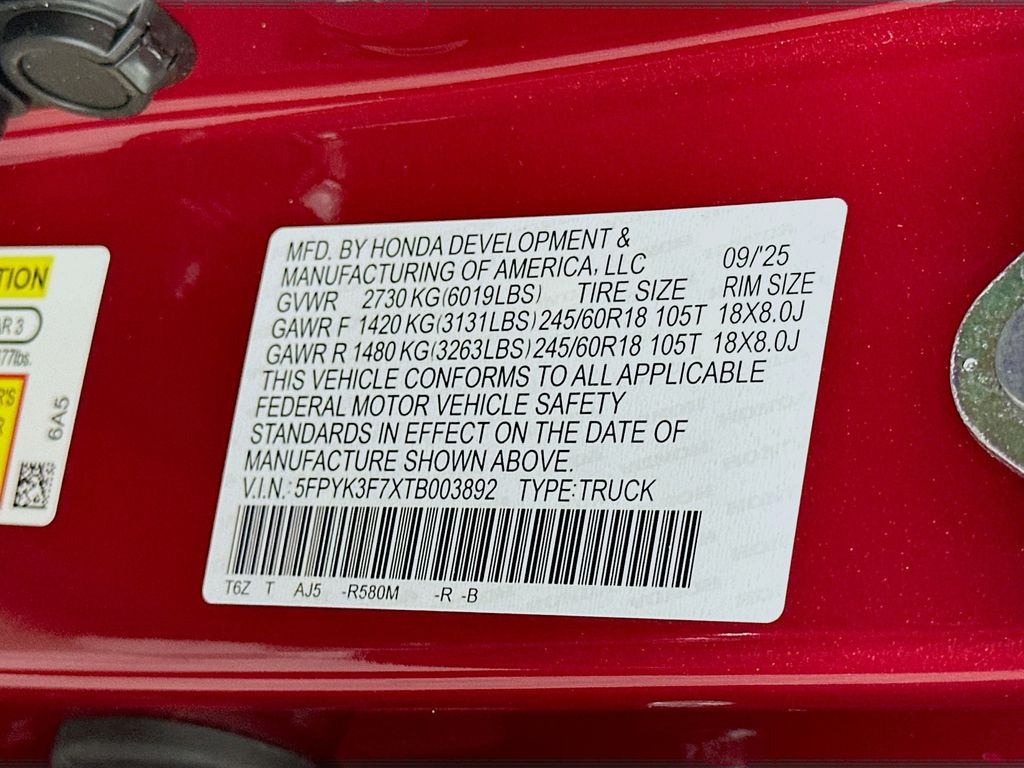 MFD. BY HONDA DEVELOPMENT &
MANUFACTURING OF AMERICA, LLC 09/'25
GVWR 2730 KG(6019LBS) TIRE SIZE RIM SIZE
GAWR F 1420 KG(3131LBS) 245/60R18 105T 18X8.0J
GAWR R 1480 KG(3263LBS) 245/60R18 105T 18X8.0J
THIS VEHICLE CONFORMS TO ALL APPLICABLE
FEDERAL MOTOR VEHICLE SAFETY
STANDARDS IN EFFECT ON THE DATE OF
MANUFACTURE SHOWN ABOVE.
V.I.N.: 5FPYK3F7XTB003892 TYPE:TRUCK
T6Z T AJ5 -R580M -R -B
TION
AR 3
77lbs.
R'S
R
6A5